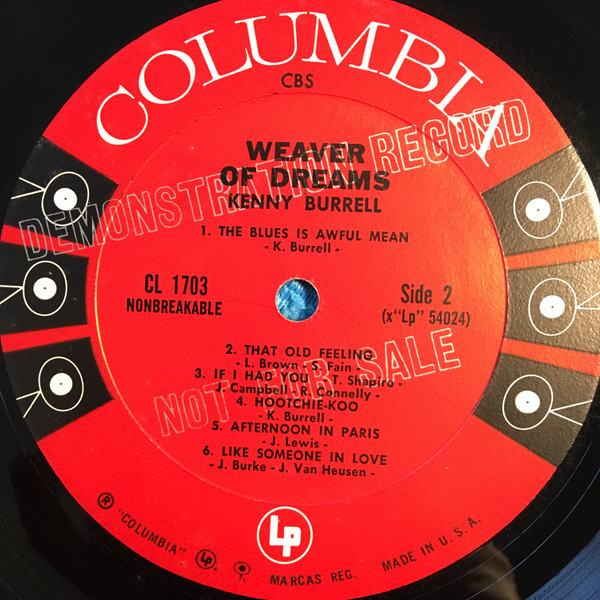 COLUMBIA
CBS
DEMONSTRATION RECORD
WEAVER
OF DREAMS
KENNY BURRELL
1. THE BLUES IS AWFUL MEAN
- K. Burrell -
CL 1703
NONBREAKABLE
Side 2
(x"Lp" 54024)
2. THAT OLD FEELING
- L. Brown - S. Fain -
3. IF I HAD YOU - T. Shapiro -
J. Campbell - R. Connelly -
4. HOOTCHIE-KOO
- K. Burrell -
5. AFTERNOON IN PARIS
- J. Lewis -
6. LIKE SOMEONE IN LOVE
- J. Burke - J. Van Heusen -
NOT FOR SALE
Lp
® "COLUMBIA" Lp MARCAS REG. MADE IN U.S.A.